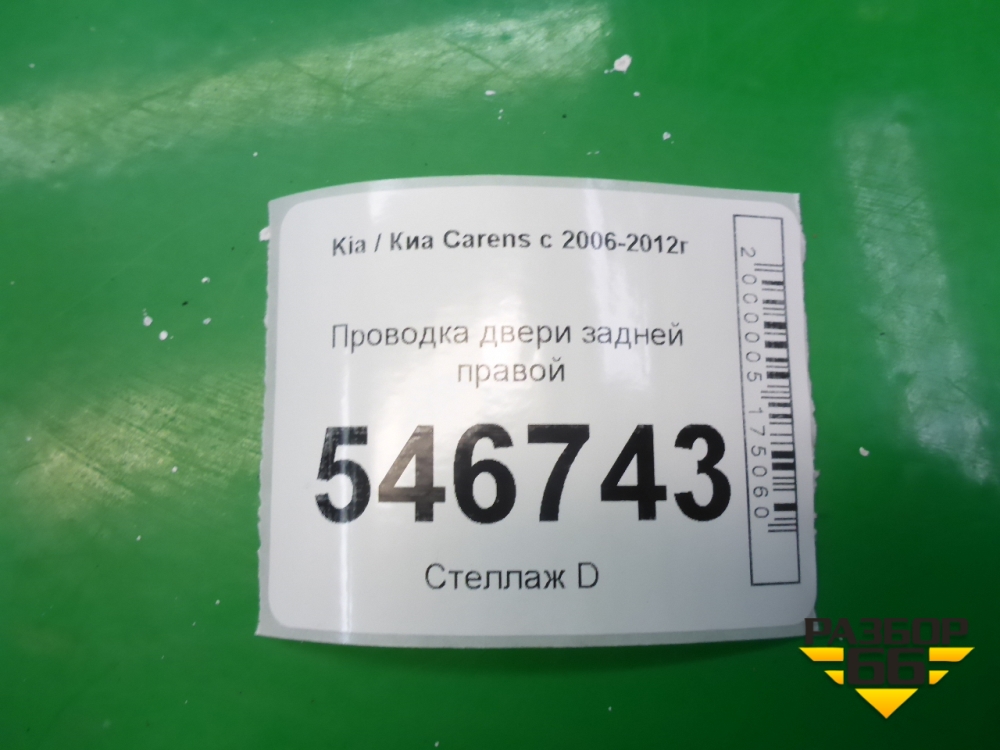 Kia / Киа Carens с 2006-2012г
Проводка двери задней
правой
546743
Стеллаж D
2000005175060
РАЗБОР
66